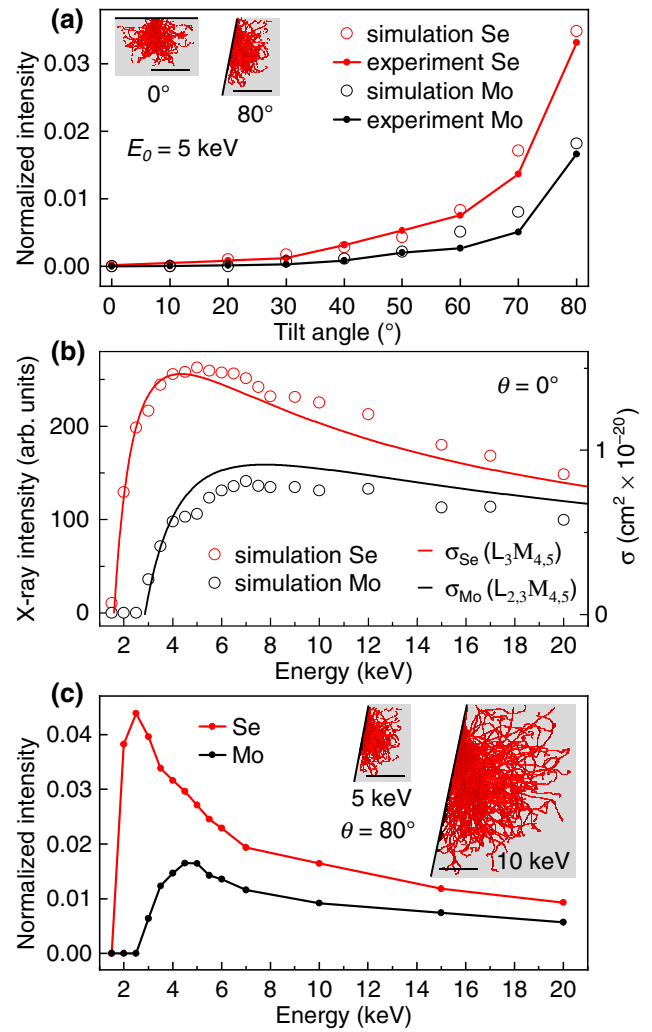 (a)
simulation Se
experiment Se
simulation Mo
experiment Mo
0°
80°
E₀ = 5 keV
Normalized intensity
0.03
0.02
0.01
0.00
0 10 20 30 40 50 60 70 80
Tilt angle (°)
(b)
θ = 0°
X-ray intensity (arb. units)
200
100
0
simulation Se
simulation Mo
σSe (L₃M₄,₅)
σMo (L₂,₃M₄,₅)
1
0
σ (cm² × 10⁻²⁰)
2 4 6 8 10 12 14 16 18 20
Energy (keV)
(c)
Se
Mo
5 keV
θ = 80°
10 keV
Normalized intensity
0.04
0.03
0.02
0.01
0.00
2 4 6 8 10 12 14 16 18 20
Energy (keV)